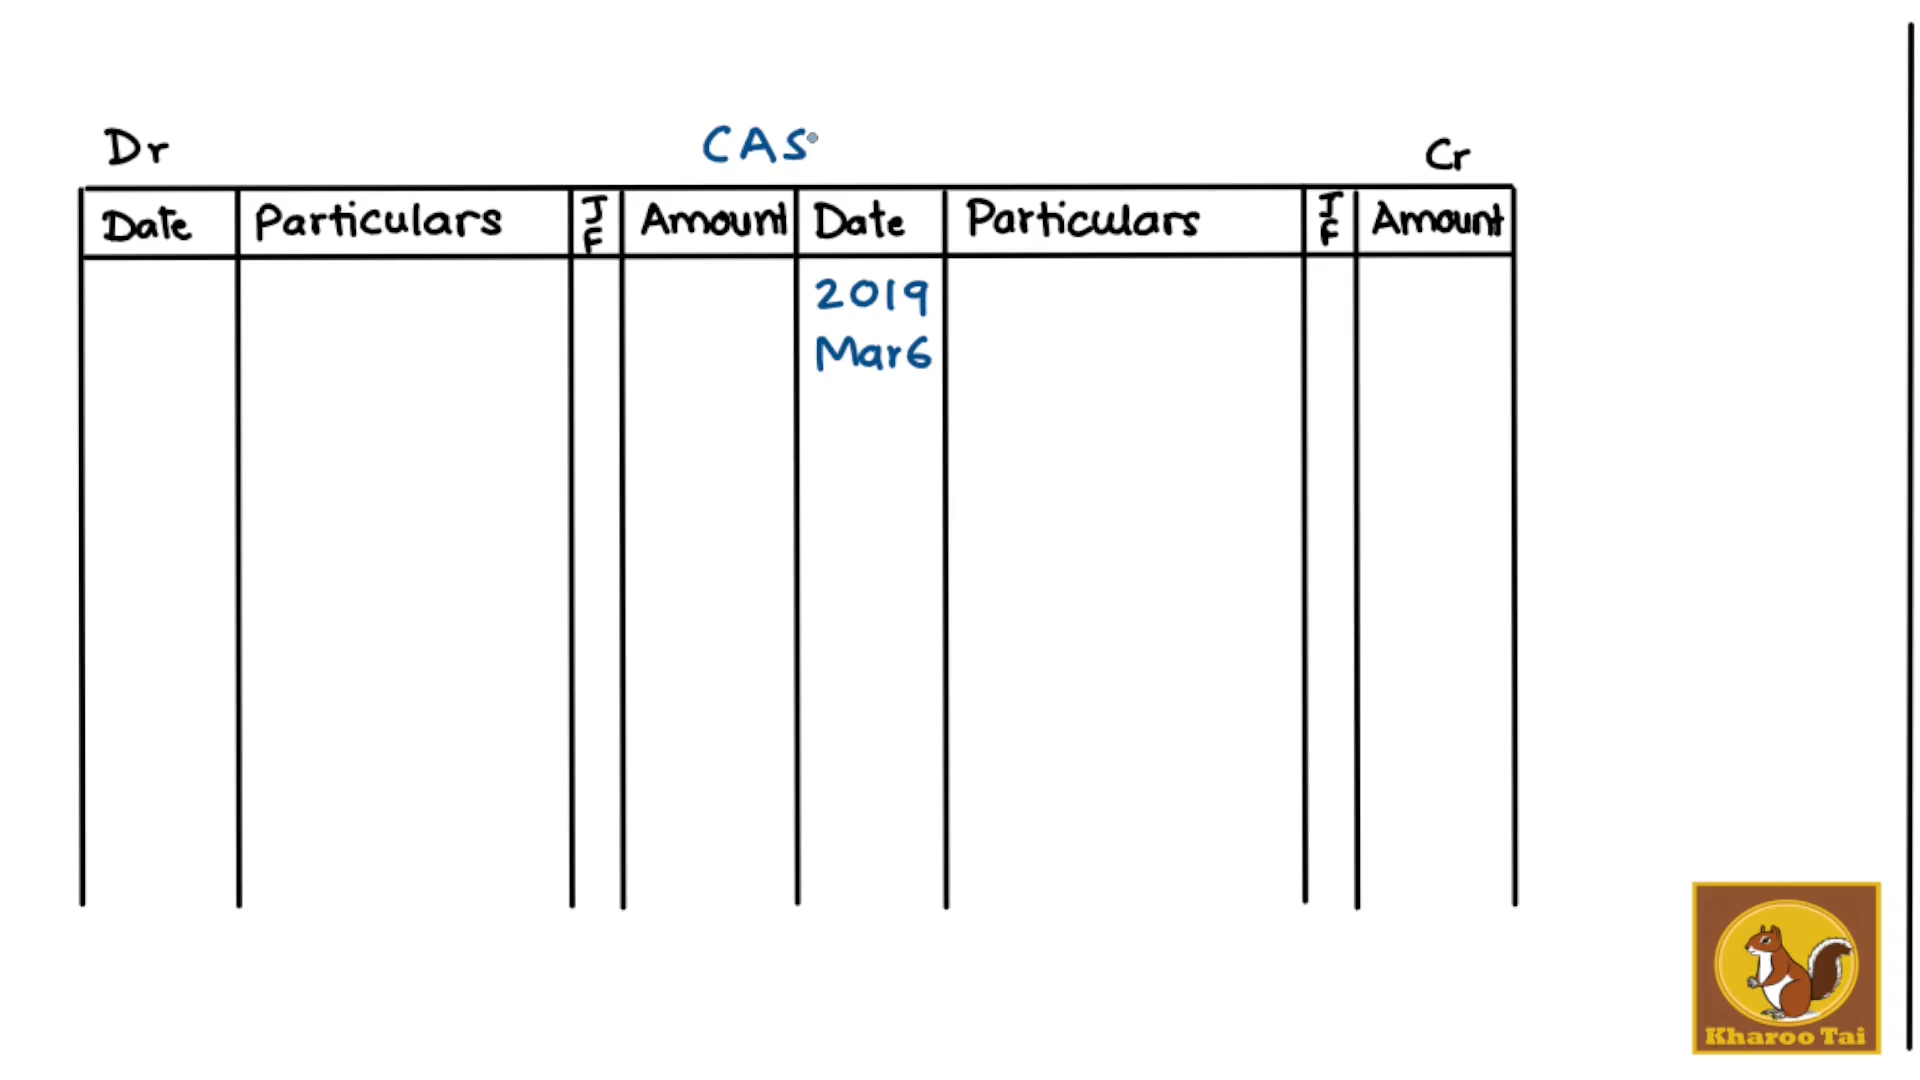 Dr CAS Cr
Date Particulars JF Amount Date Particulars JF Amount
2019
Mar6
Kharoo Tai